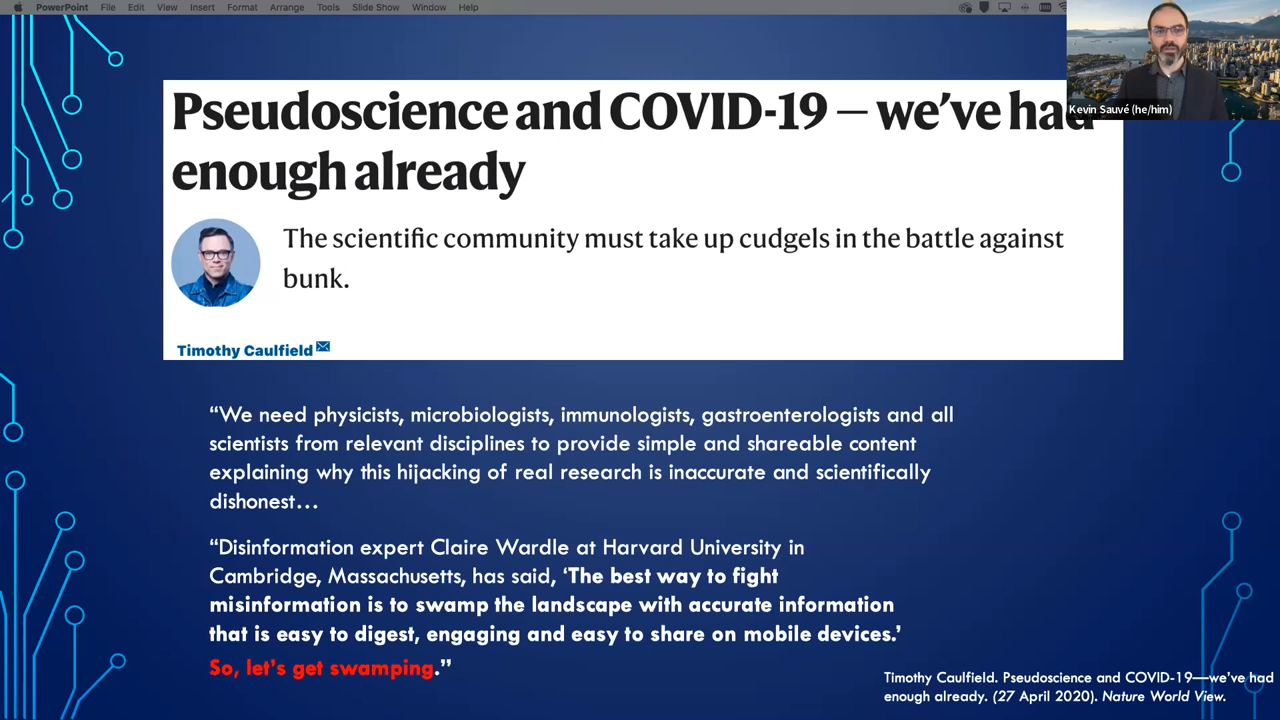 PowerPoint File Edit View Insert Format Arrange Tools Slide Show Window Help
Kevin Sauvé (he/him)
Pseudoscience and COVID-19 — we’ve had
enough already
The scientific community must take up cudgels in the battle against
bunk.
Timothy Caulfield
“We need physicists, microbiologists, immunologists, gastroenterologists and all
scientists from relevant disciplines to provide simple and shareable content
explaining why this hijacking of real research is inaccurate and scientifically
dishonest…
“Disinformation expert Claire Wardle at Harvard University in
Cambridge, Massachusetts, has said, ‘The best way to fight
misinformation is to swamp the landscape with accurate information
that is easy to digest, engaging and easy to share on mobile devices.’
So, let’s get swamping.”
Timothy Caulfield. Pseudoscience and COVID-19—we’ve had
enough already. (27 April 2020). Nature World View.